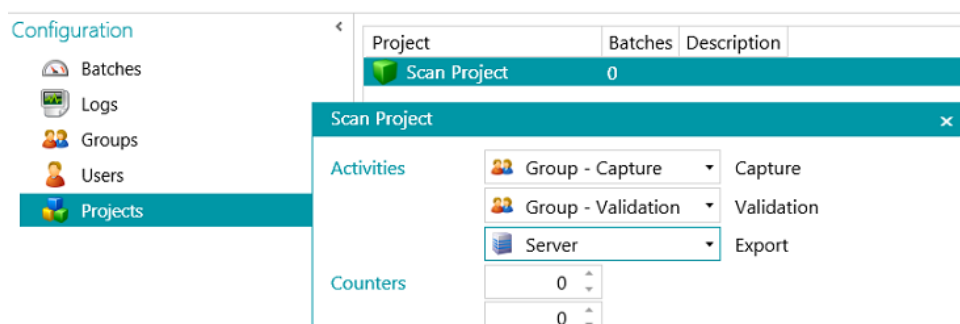 Configuration
Batches
Logs
Groups
Users
Projects
Project Batches Description
Scan Project 0
Scan Project
Activities Group - Capture Capture
Group - Validation Validation
Server Export
Counters 0
0